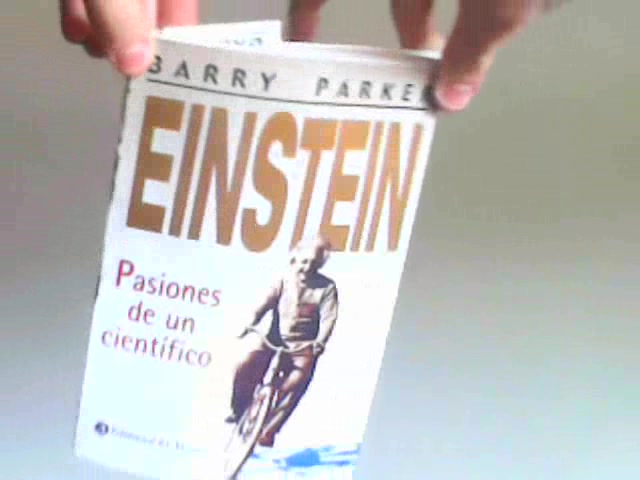 BARRY PARKER
EINSTEIN
Pasiones
de un
científico